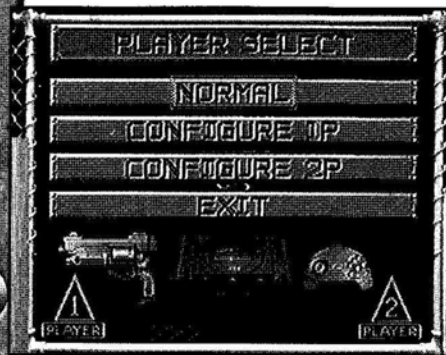 PLAYER SELECT
NORMAL
CONFIGURE 1P
CONFIGURE 2P
EXIT
1 2
PLAYER PLAYER